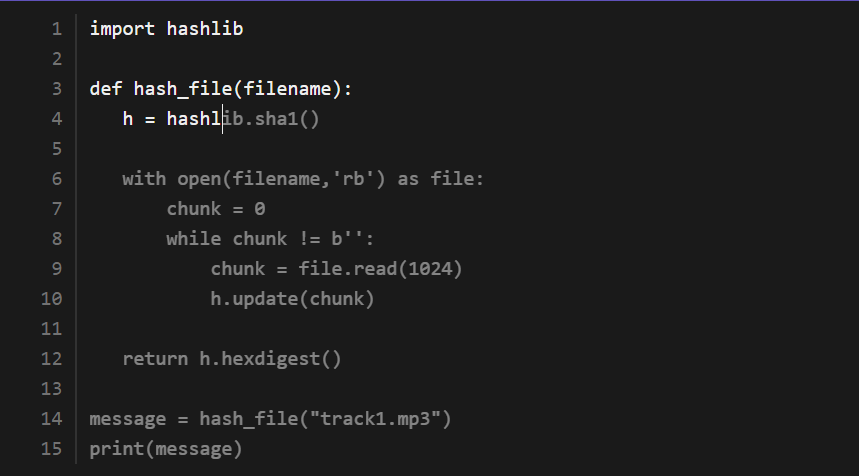 1 import hashlib
2
3 def hash_file(filename):
4    h = hashlib.sha1()
5
6    with open(filename,'rb') as file:
7        chunk = 0
8        while chunk != b'':
9            chunk = file.read(1024)
10            h.update(chunk)
11
12    return h.hexdigest()
13
14 message = hash_file("track1.mp3")
15 print(message)